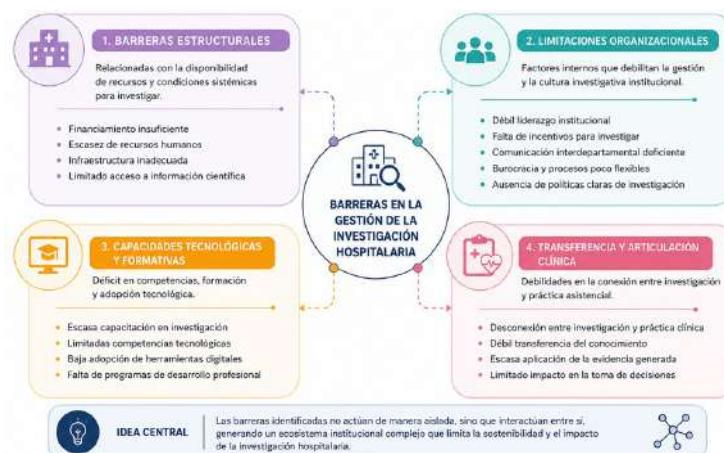 1. BARRERAS ESTRUCTURALES
Relacionadas con la disponibilidad
de recursos y condiciones sistémicas
para investigar.
• Financiamiento insuficiente
• Escasez de recursos humanos
• Infraestructura inadecuada
• Limitado acceso a información científica
2. LIMITACIONES ORGANIZACIONALES
Factores internos que debilitan la gestión
y la cultura investigativa institucional.
• Débil liderazgo institucional
• Falta de incentivos para investigar
• Comunicación interdepartamental deficiente
• Burocracia y procesos poco flexibles
• Ausencia de políticas claras de investigación
BARRERAS EN LA
GESTIÓN DE LA
INVESTIGACIÓN
HOSPITALARIA
3. CAPACIDADES TECNOLÓGICAS
Y FORMATIVAS
Déficit en competencias, formación
y adopción tecnológica.
• Escasa capacitación en investigación
• Limitadas competencias tecnológicas
• Baja adopción de herramientas digitales
• Falta de programas de desarrollo profesional
4. TRANSFERENCIA Y ARTICULACIÓN
CLÍNICA
Debilidades en la conexión entre investigación
y práctica asistencial.
• Desconexión entre investigación y práctica clínica
• Débil transferencia del conocimiento
• Escasa aplicación de la evidencia generada
• Limitado impacto en la toma de decisiones
IDEA CENTRAL
Las barreras identificadas no actúan de manera aislada, sino que interactúan entre sí,
generando un ecosistema institucional complejo que limita la sostenibilidad y el impacto
de la investigación hospitalaria.